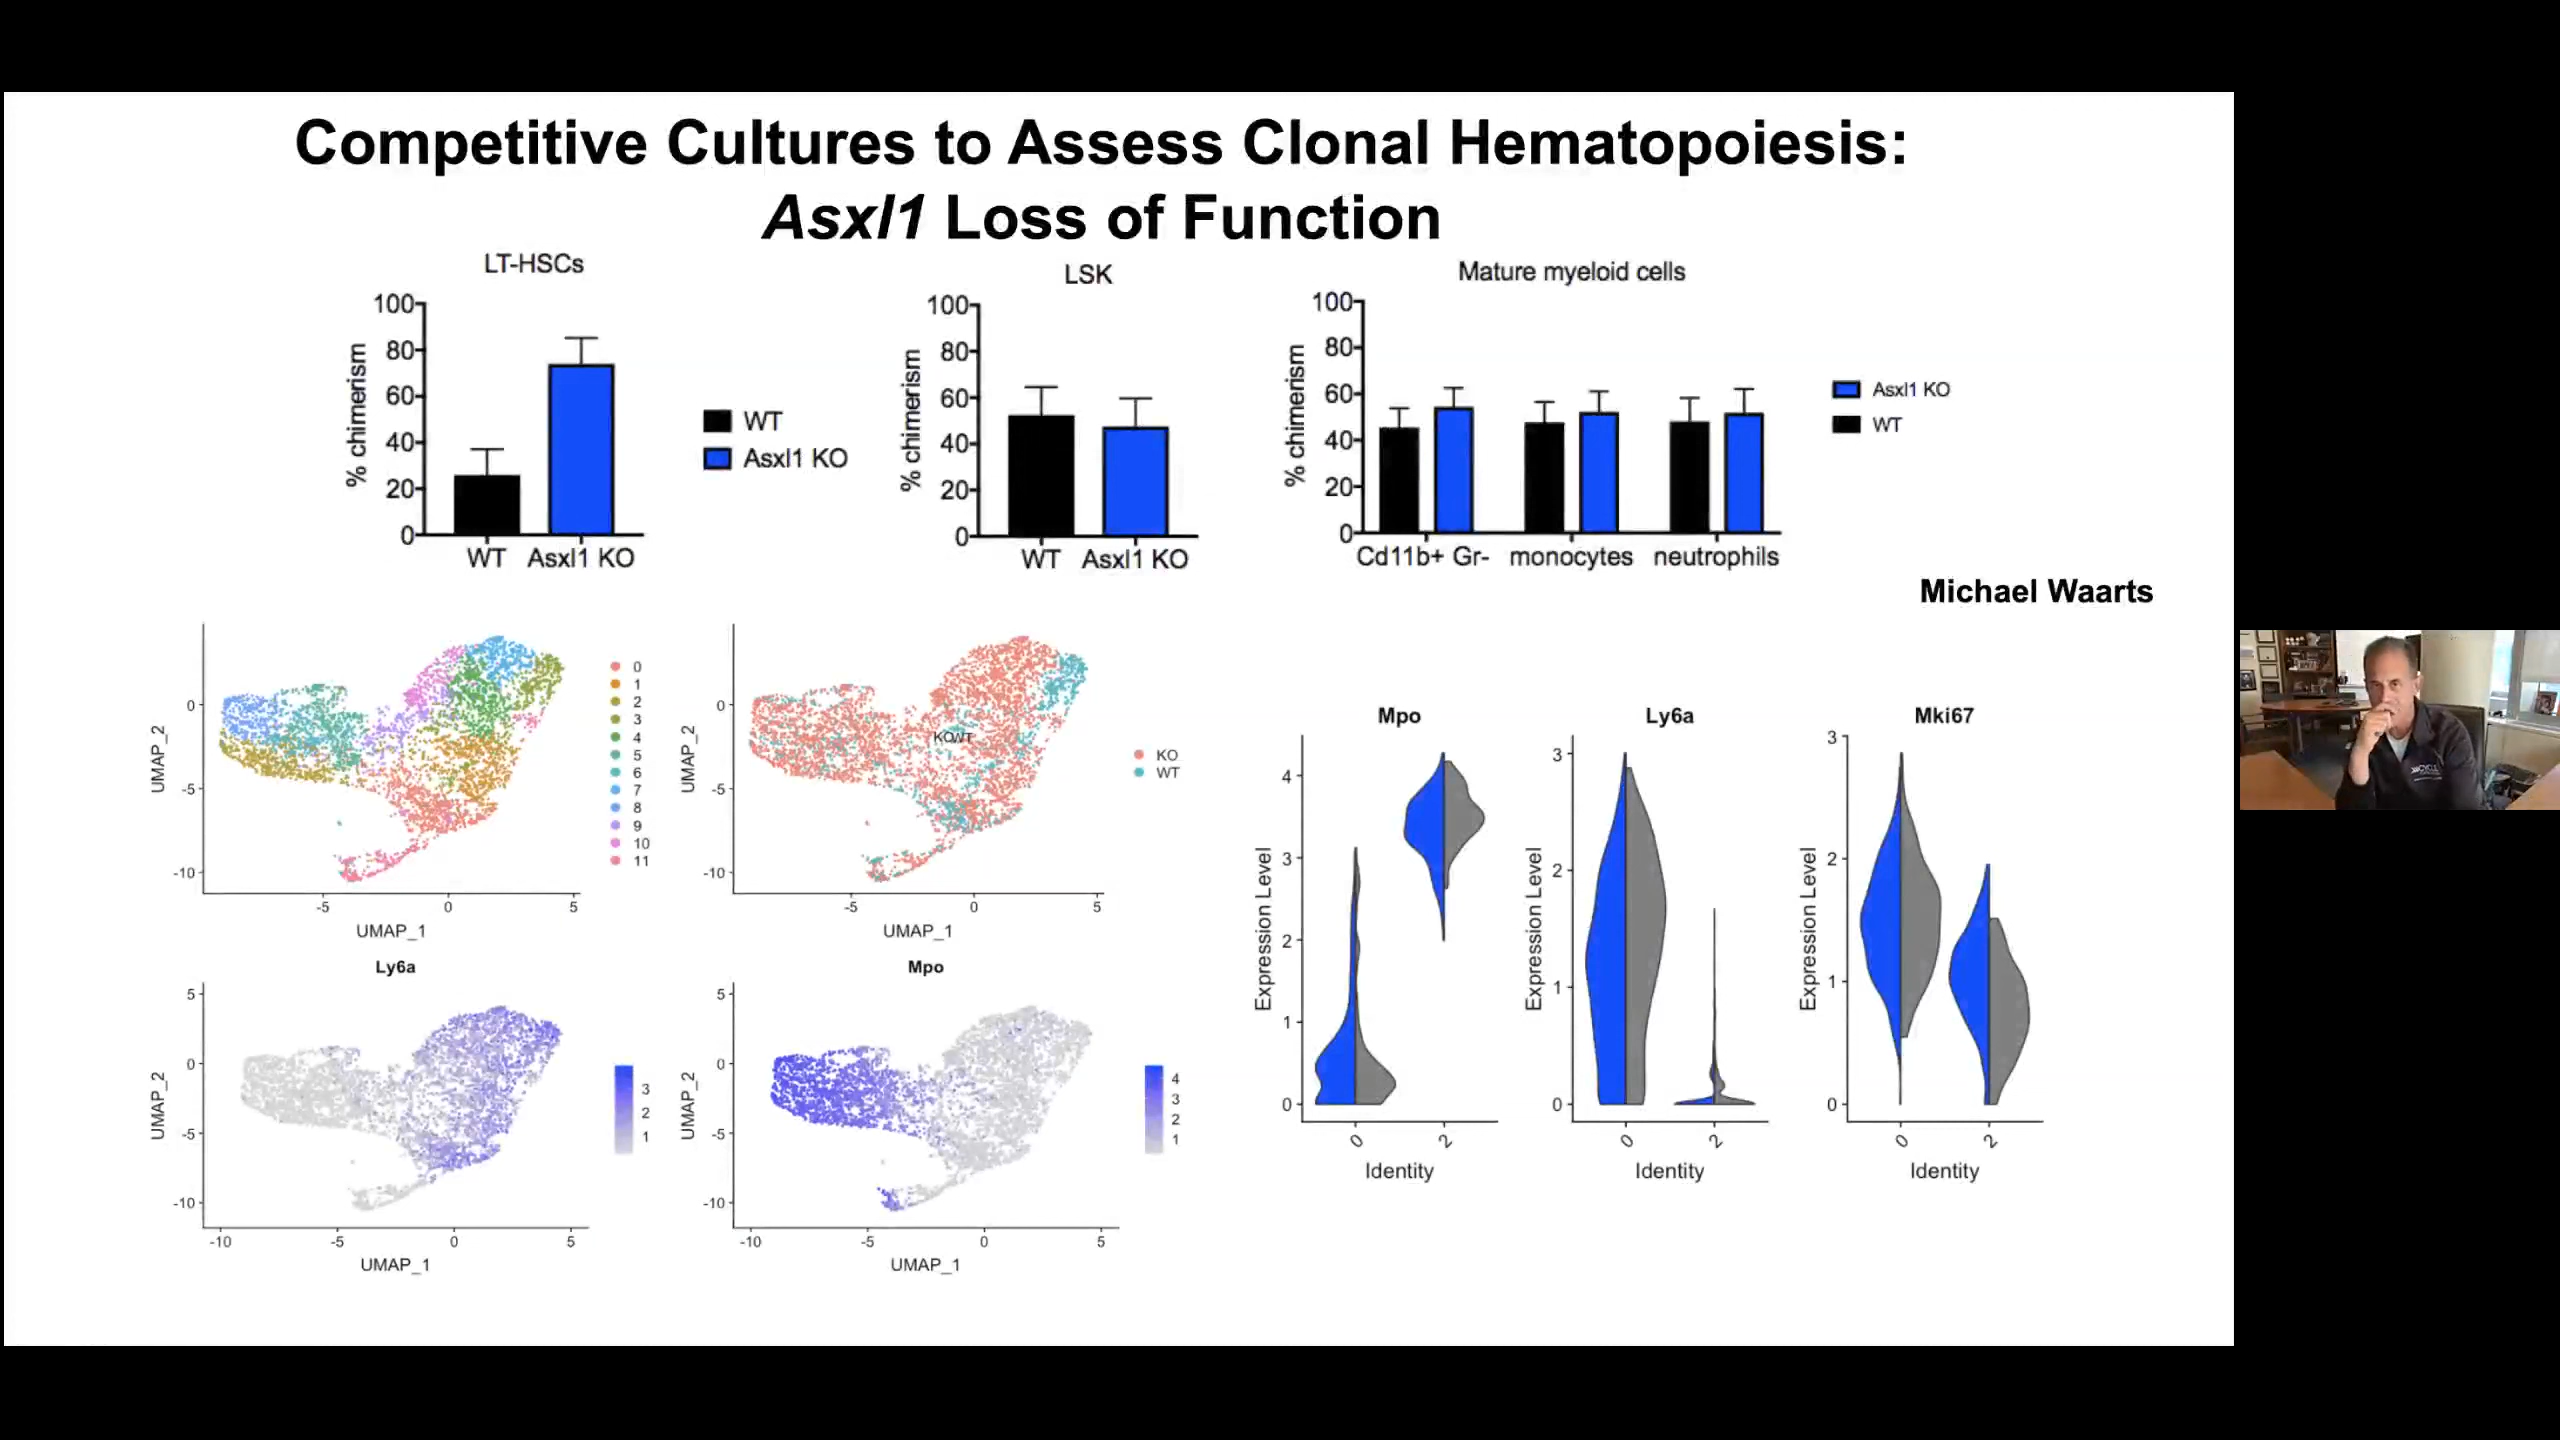 Competitive Cultures to Assess Clonal Hematopoiesis:
Asxl1 Loss of Function
LT-HSCs
100
80
60
40
20
0
% chimerism
WT Asxl1 KO
WT
Asxl1 KO
LSK
100
80
60
40
20
0
% chimerism
WT Asxl1 KO
Mature myeloid cells
100
80
60
40
20
0
% chimerism
Cd11b+ Gr- monocytes neutrophils
Asxl1 KO
WT
Michael Waarts
0
-5
-10
UMAP_2
-5 0 5
UMAP_1
0
1
2
3
4
5
6
7
8
9
10
11
0
-5
-10
UMAP_2
KO WT
-5 0 5
UMAP_1
KO
WT
Ly6a
5
0
-5
-10
UMAP_2
-10 -5 0 5
UMAP_1
3
2
1
Mpo
5
0
-5
-10
UMAP_2
-10 -5 0 5
UMAP_1
4
3
2
1
Mpo
4
3
2
1
0
Expression Level
0 2
Identity
Ly6a
3
2
1
0
Expression Level
0 2
Identity
Mki67
3
2
1
0
Expression Level
0 2
Identity